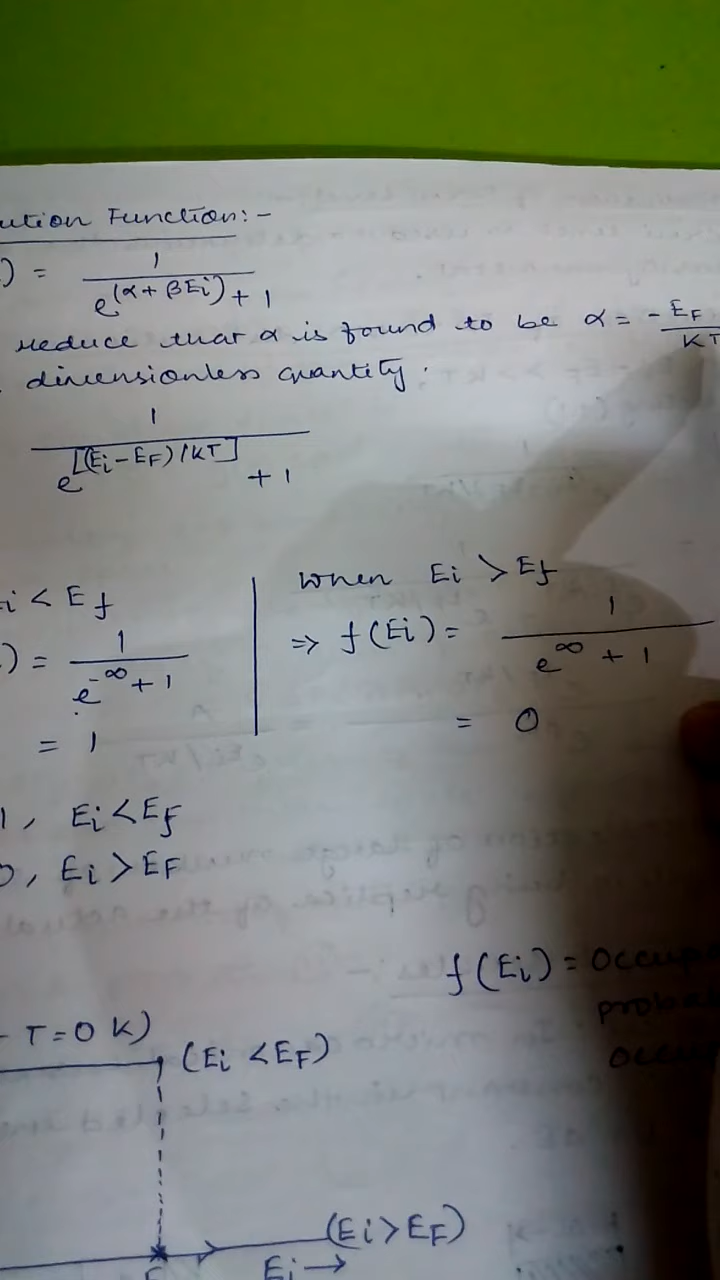 ution Function:-
) = 1 / e^(α + βEi) + 1
reduce that α is found to be α = - EF / KT
dimensionless quantity.
1 / e^[(Ei - EF) / KT] + 1
i < Ef
) = 1 / e^-∞ + 1
= 1
when Ei > Ef
⇒ f(Ei) = 1 / e^∞ + 1
= 0
1, Ei < Ef
0, Ei > EF
f(Ei) = Occup
proba
occu
- T = 0 K)
(Ei < EF)
(Ei > EF)
Ei →